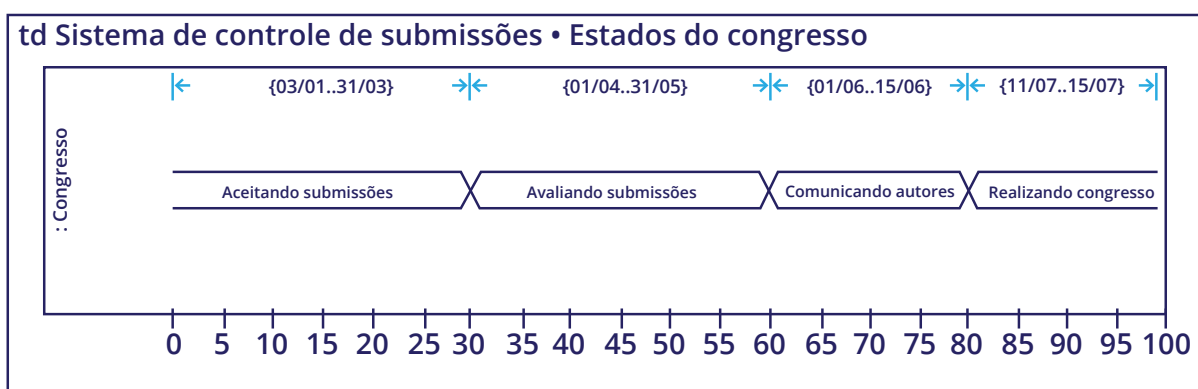 td Sistema de controle de submissões • Estados do congresso
{03/01..31/03} {01/04..31/05} {01/06..15/06} {11/07..15/07}
: Congresso
Aceitando submissões Avaliando submissões Comunicando autores Realizando congresso
0 5 10 15 20 25 30 35 40 45 50 55 60 65 70 75 80 85 90 95 100